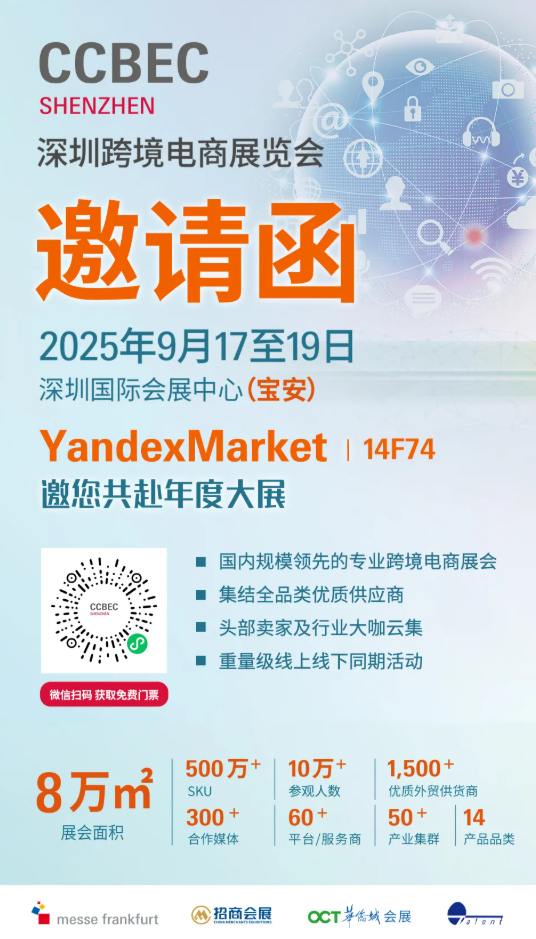 CCBEC
SHENZHEN
深圳跨境电商展览会
邀请函
2025年9月17至19日
深圳国际会展中心(宝安)
YandexMarket | 14F74
邀您共赴年度大展
CCBEC
SHENZHEN
微信扫码 获取免费门票
■ 国内规模领先的专业跨境电商展会
■ 集结全品类优质供应商
■ 头部卖家及行业大咖云集
■ 重量级线上线下同期活动
8万㎡
展会面积
500万+
SKU
10万+
参观人数
1,500+
优质外贸供货商
300+
合作媒体
60+
平台/服务商
50+
产业集群
14
产品品类
messe frankfurt
招商会展
CHINA MERCHANTS EXHIBITIONS
OCT 华侨城会展
Talent